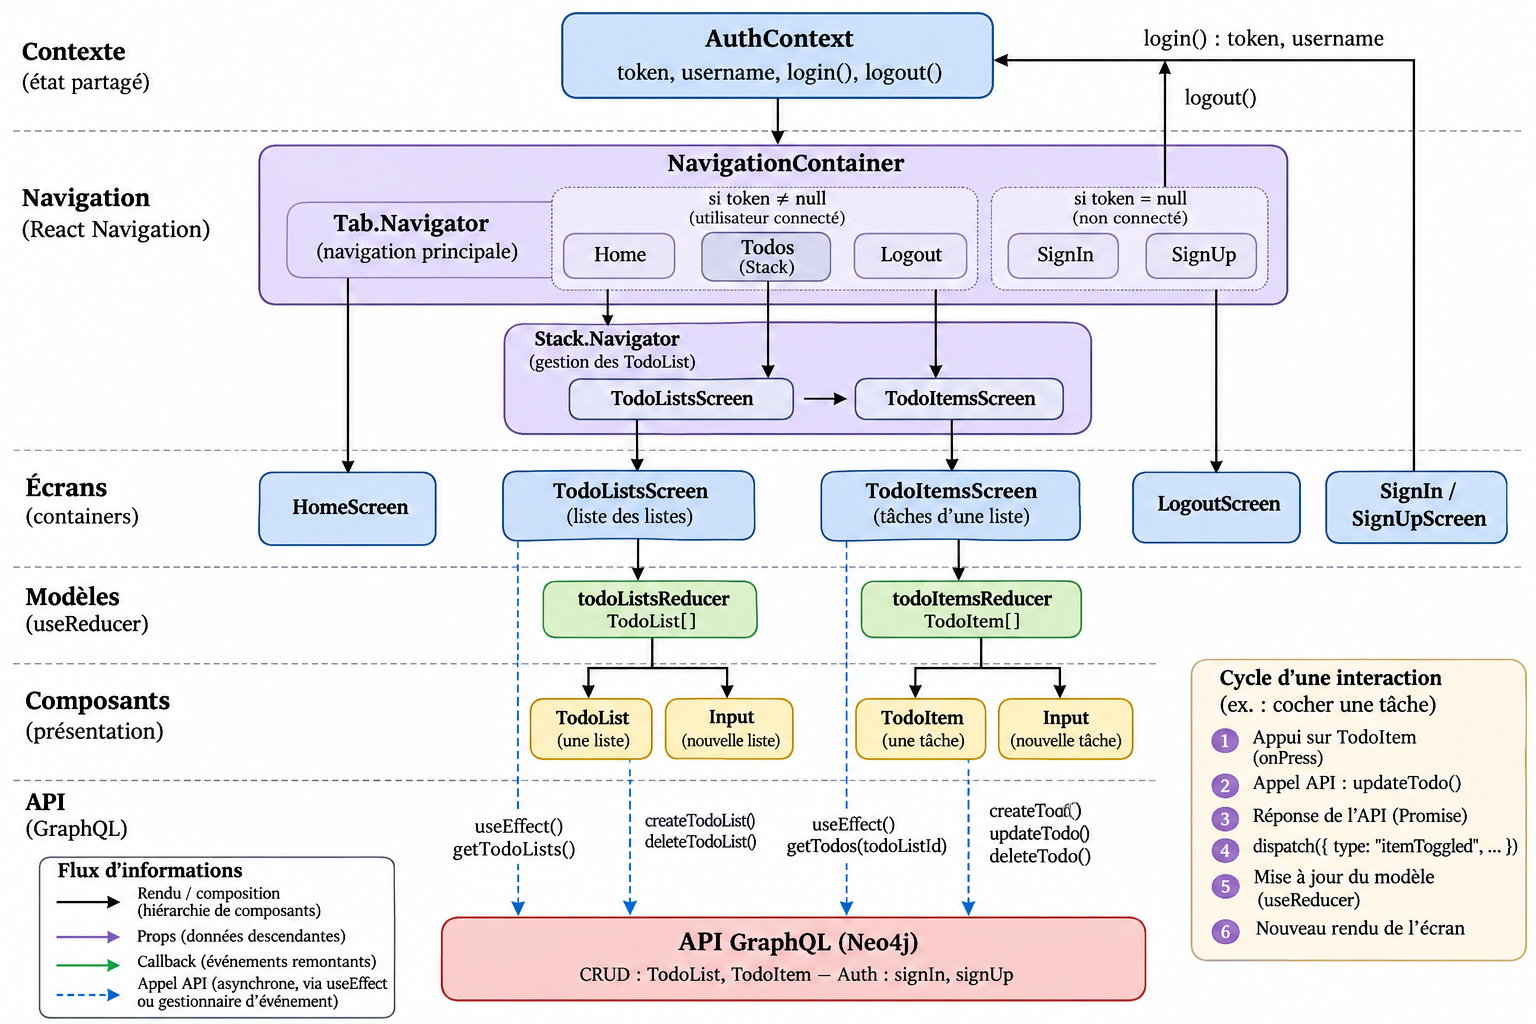 Contexte
(état partagé)
AuthContext
token, username, login(), logout()
login() : token, username
logout()
Navigation
(React Navigation)
NavigationContainer
Tab.Navigator
(navigation principale)
si token ≠ null
(utilisateur connecté)
Home
Todos
(Stack)
Logout
si token = null
(non connecté)
SignIn
SignUp
Stack.Navigator
(gestion des TodoList)
TodoListsScreen
TodoItemsScreen
Écrans
(containers)
HomeScreen
TodoListsScreen
(liste des listes)
TodoItemsScreen
(tâches d’une liste)
LogoutScreen
SignIn /
SignUpScreen
Modèles
(useReducer)
todoListsReducer
TodoList[]
todoItemsReducer
TodoItem[]
Composants
(présentation)
TodoList
(une liste)
Input
(nouvelle liste)
TodoItem
(une tâche)
Input
(nouvelle tâche)
API
(GraphQL)
useEffect()
getTodoLists()
createTodoList()
deleteTodoList()
useEffect()
getTodos(todoListId)
updateTodo()
deleteTodo()
API GraphQL (Neo4j)
CRUD : TodoList, TodoItem — Auth : signIn, signUp
Flux d’informations
Rendu / composition
(hiérarchie de composants)
Props (données descendantes)
Callback (événements remontants)
Appel API (asynchrone, via useEffect
ou gestionnaire d’événement)
Cycle d’une interaction
(ex. : cocher une tâche)
1 Appui sur TodoItem
(onPress)
2 Appel API : updateTodo()
3 Réponse de l’API (Promise)
4 dispatch({ type: "itemToggled", ... })
5 Mise à jour du modèle
(useReducer)
6 Nouveau rendu de l’écran